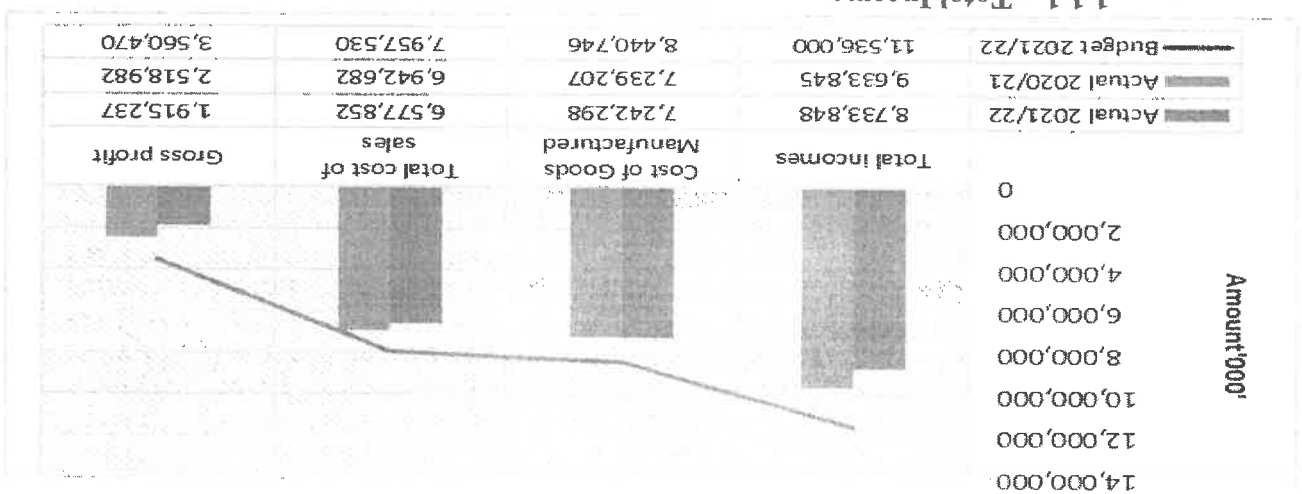 14,000,000
12,000,000
10,000,000
8,000,000
6,000,000
4,000,000
2,000,000
0
Amount'000'
Total incomes
Cost of Goods
Manufactured
Total cost of
sales
Gross profit
Actual 2021/22 8,733,848 7,242,298 6,577,852 1,915,237
Actual 2020/21 9,633,845 7,239,207 6,942,682 2,518,982
Budget 2021/22 11,536,000 8,440,746 7,957,530 3,560,470
Total Income